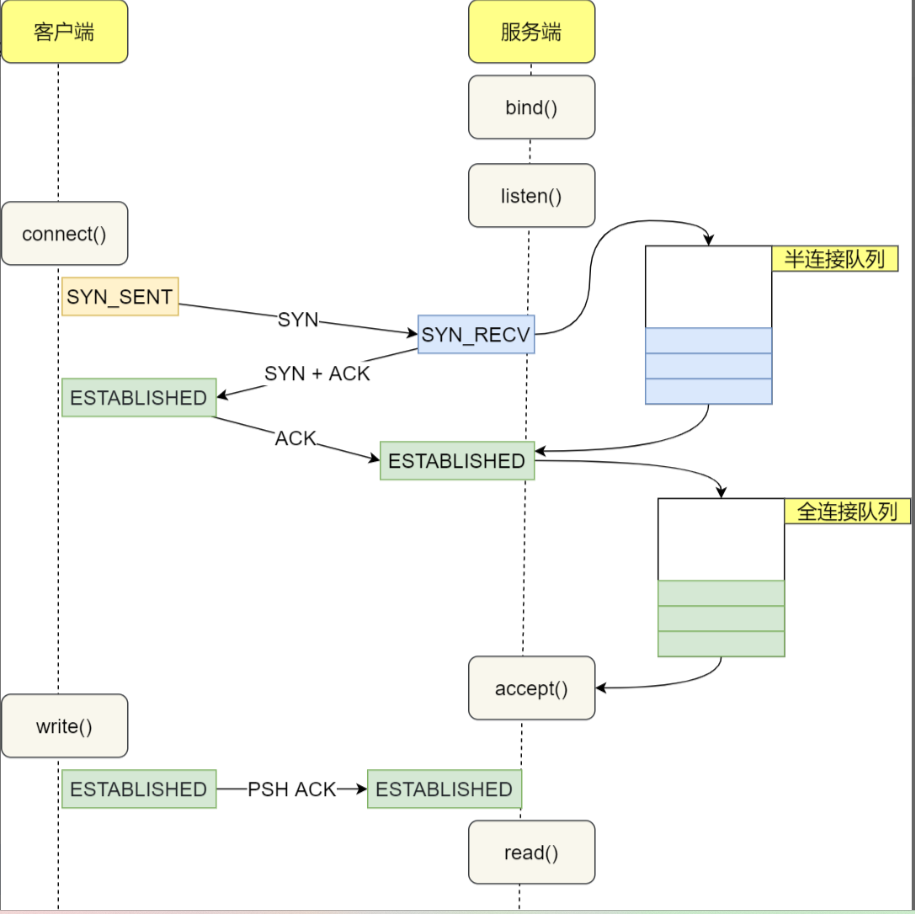 客户端
服务端
bind()
listen()
connect()
半连接队列
SYN_SENT
SYN
SYN_RECV
SYN + ACK
ESTABLISHED
ACK
ESTABLISHED
全连接队列
accept()
write()
ESTABLISHED
PSH ACK
ESTABLISHED
read()